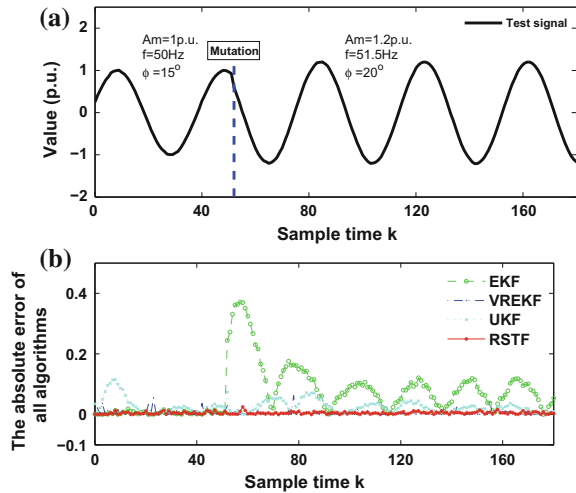 (a)
Test signal
Am=1p.u.
f=50Hz
ϕ =15°
Mutation
Am=1.2p.u.
f=51.5Hz
ϕ =20°
Value (p.u.)
2
1
0
-1
-2
0 40 80 120 160
Sample time k
(b)
EKF
VREKF
UKF
RSTF
The absolute error of
all algorithms
0.4
0.2
0
-0.1
0 40 80 120 160
Sample time k